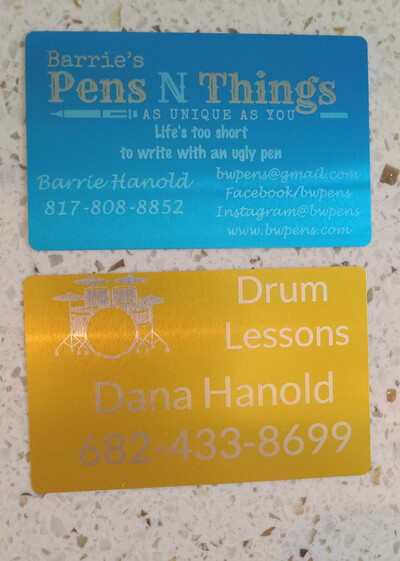 Barrie's
Pens N Things
AS UNIQUE AS YOU
Life's too short
to write with an ugly pen
Barrie Hanold
817-808-8852
bwpens@gmail.com
Facebook/bwpens
Instagram@bwpens
www.bwpens.com
Drum
Lessons
Dana Hanold
682-433-8699